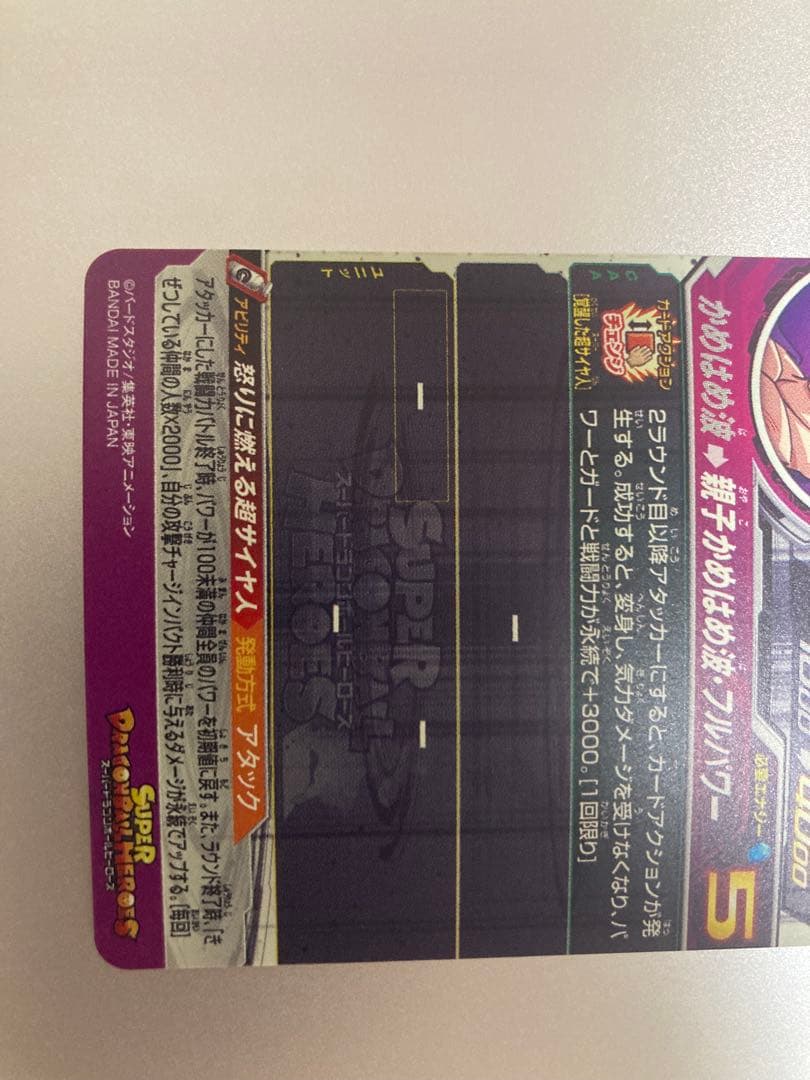 かめはめ波➡親子かめはめ波・フルパワー
必要エナジー 5
CAA
カードアクション
チェンジ
[覚醒した超サイヤ人]
2ラウンド目以降アタッカーにすると、カードアクションが発
生する。成功すると、変身し、気力ダメージを受けなくなり、パ
ワーとガードと戦闘力が永続で+3000。[1回限り]
ー
ユニット
ー
ー
ー
SUPER
DRAGONBALL
HEROES
スーパードラゴンボールヒーローズ
アビリティ 怒りに燃える超サイヤ人 発動方式 アタック
アタッカーにした戦闘力バトル終了時、パワーが100未満の仲間全員のパワーを初期値に戻す。また、ラウンド終了時、「き
ぜつしている仲間の人数×2000」、自分の攻撃チャージインパクト勝利時に与えるダメージが永続でアップする。[毎回]
©バードスタジオ/集英社・東映アニメーション
BANDAI MADE IN JAPAN
SUPER
DRAGONBALL HEROES
スーパードラゴンボールヒーローズ